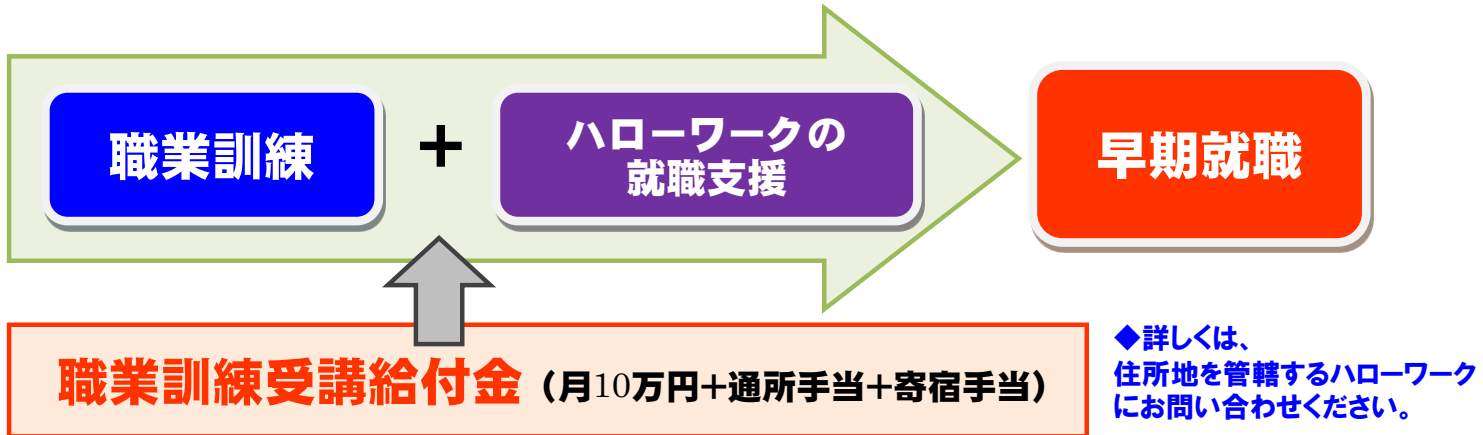 職業訓練
+
ハローワークの
就職支援
早期就職
職業訓練受講給付金（月10万円+通所手当+寄宿手当）
◆詳しくは、
住所地を管轄するハローワーク
にお問い合わせください。